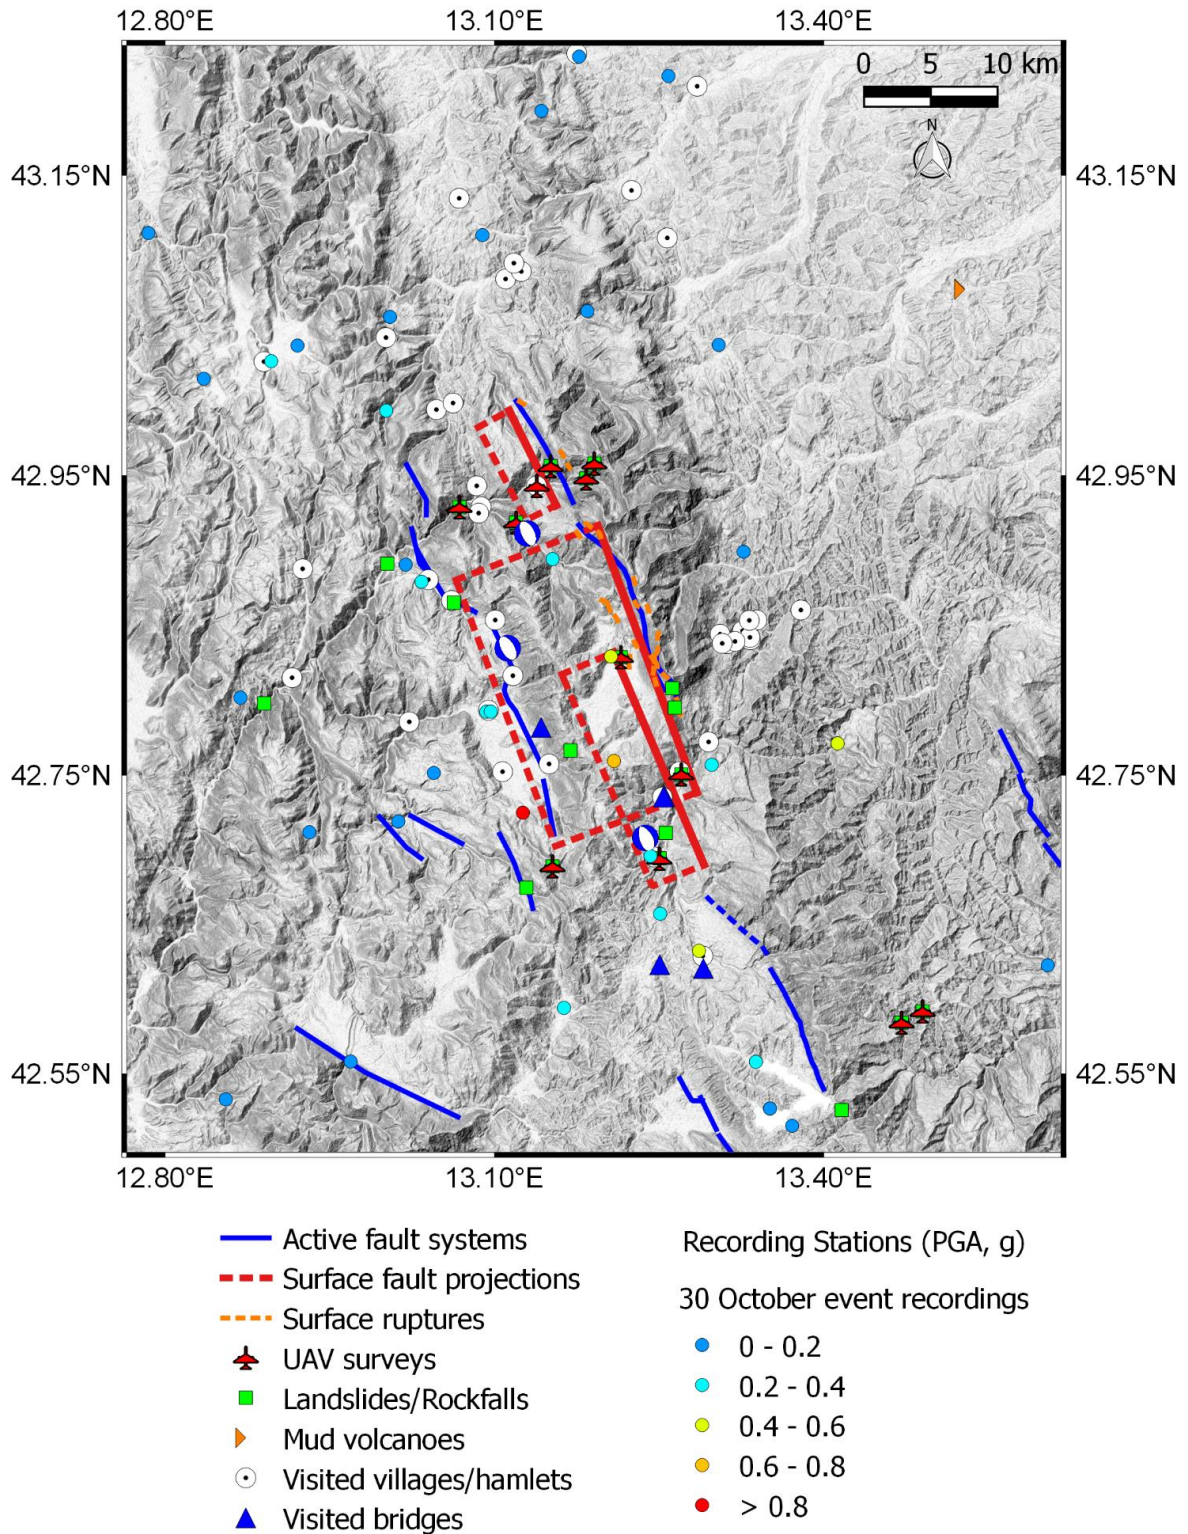 12.80°E 13.10°E 13.40°E
0 5 10 km
N
43.15°N 43.15°N
42.95°N 42.95°N
42.75°N 42.75°N
42.55°N 42.55°N
12.80°E 13.10°E 13.40°E
Active fault systems
Surface fault projections
Surface ruptures
UAV surveys
Landslides/Rockfalls
Mud volcanoes
Visited villages/hamlets
Visited bridges
Recording Stations (PGA, g)
30 October event recordings
0 - 0.2
0.2 - 0.4
0.4 - 0.6
0.6 - 0.8
> 0.8